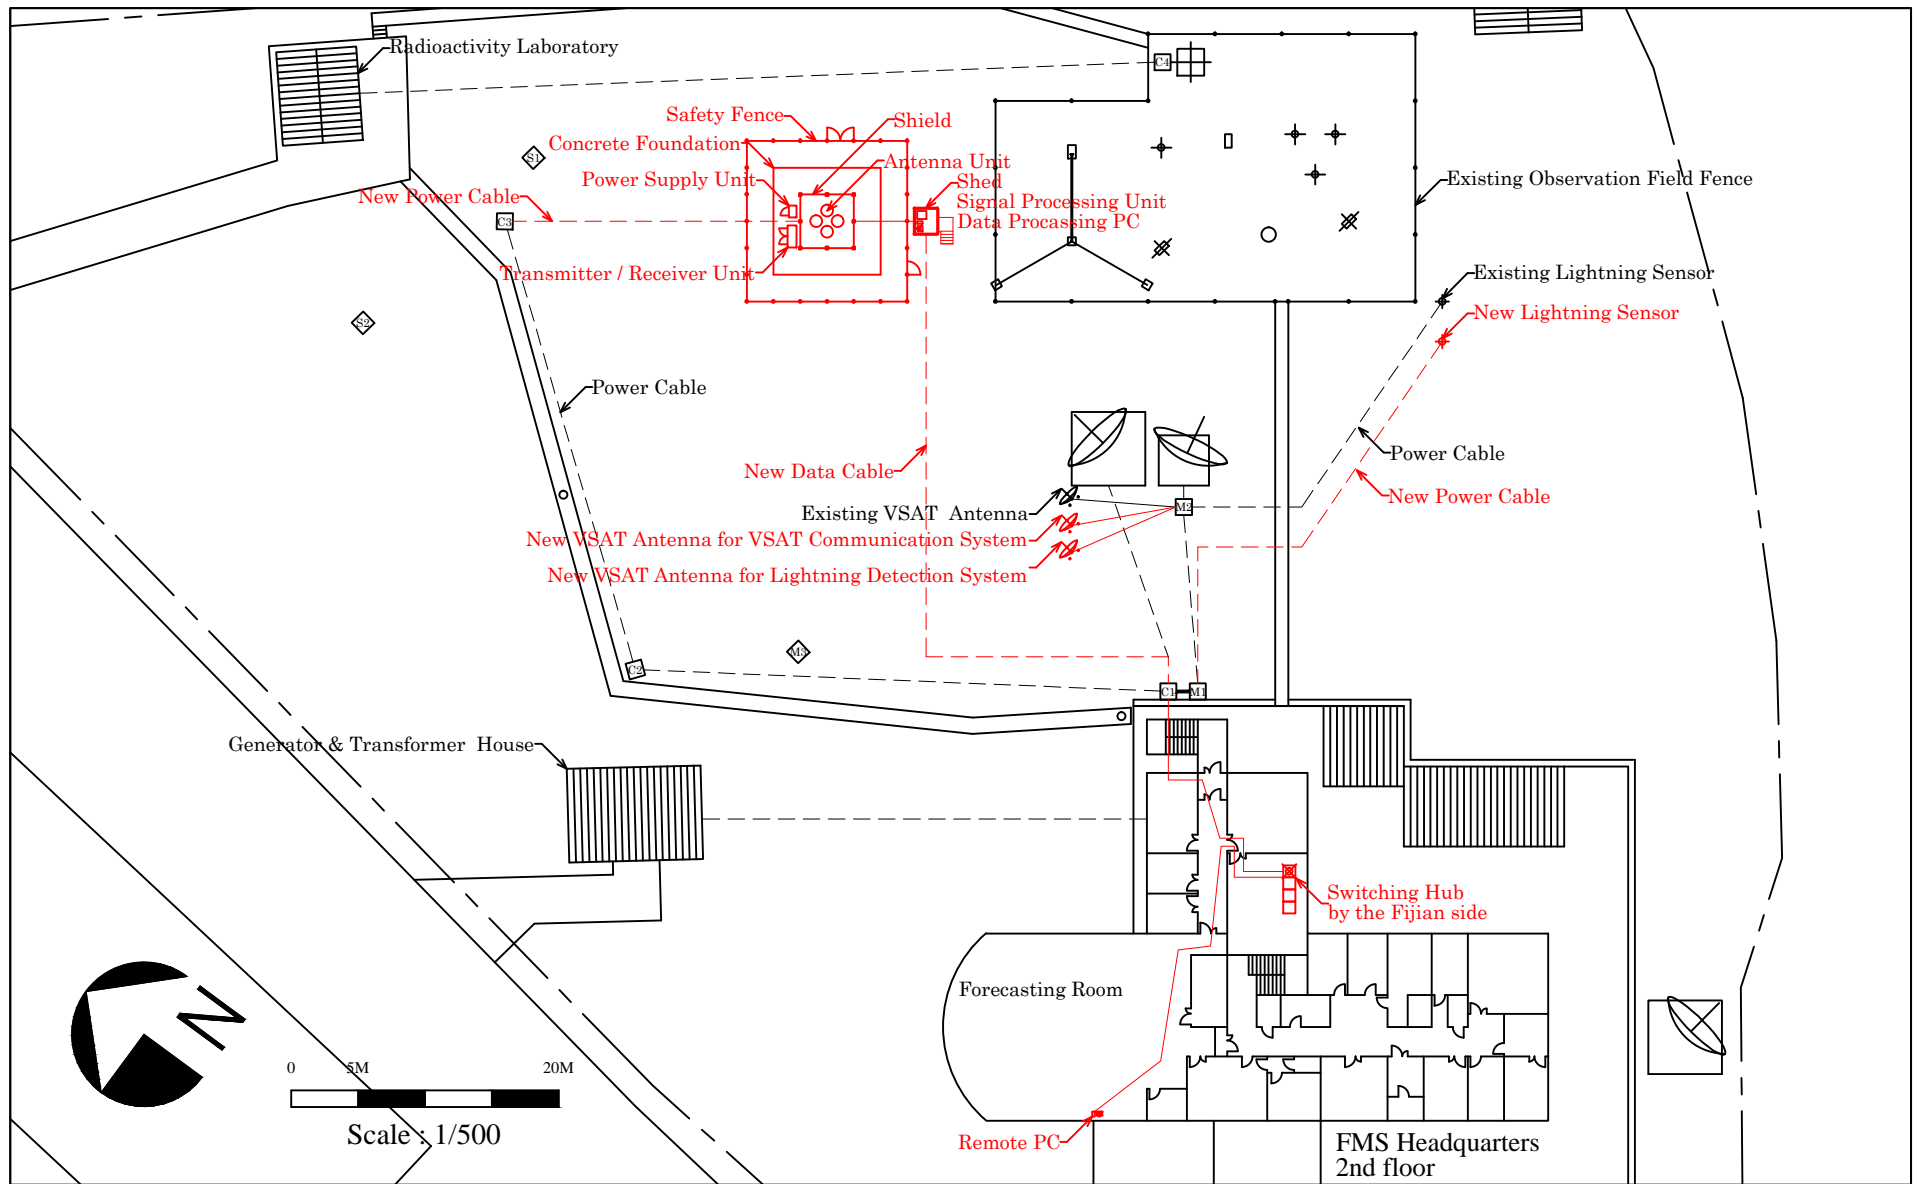 Radioactivity Laboratory
C4
Safety Fence
Shield
Concrete Foundation
S1
Antenna Unit
Power Supply Unit
Shed
Existing Observation Field Fence
New Power Cable
Signal Processing Unit
C3
Data Procassing PC
Transmitter / Receiver Unit
Existing Lightning Sensor
New Lightning Sensor
S2
Power Cable
Power Cable
New Data Cable
New Power Cable
Existing VSAT Antenna
M2
New VSAT Antenna for VSAT Communication System
New VSAT Antenna for Lightning Detection System
M3
C2
C1
M1
Generator & Transformer House
Switching Hub
by the Fijian side
Forecasting Room
N
0 5M 20M
Scale : 1/500
Remote PC
FMS Headquarters
2nd floor